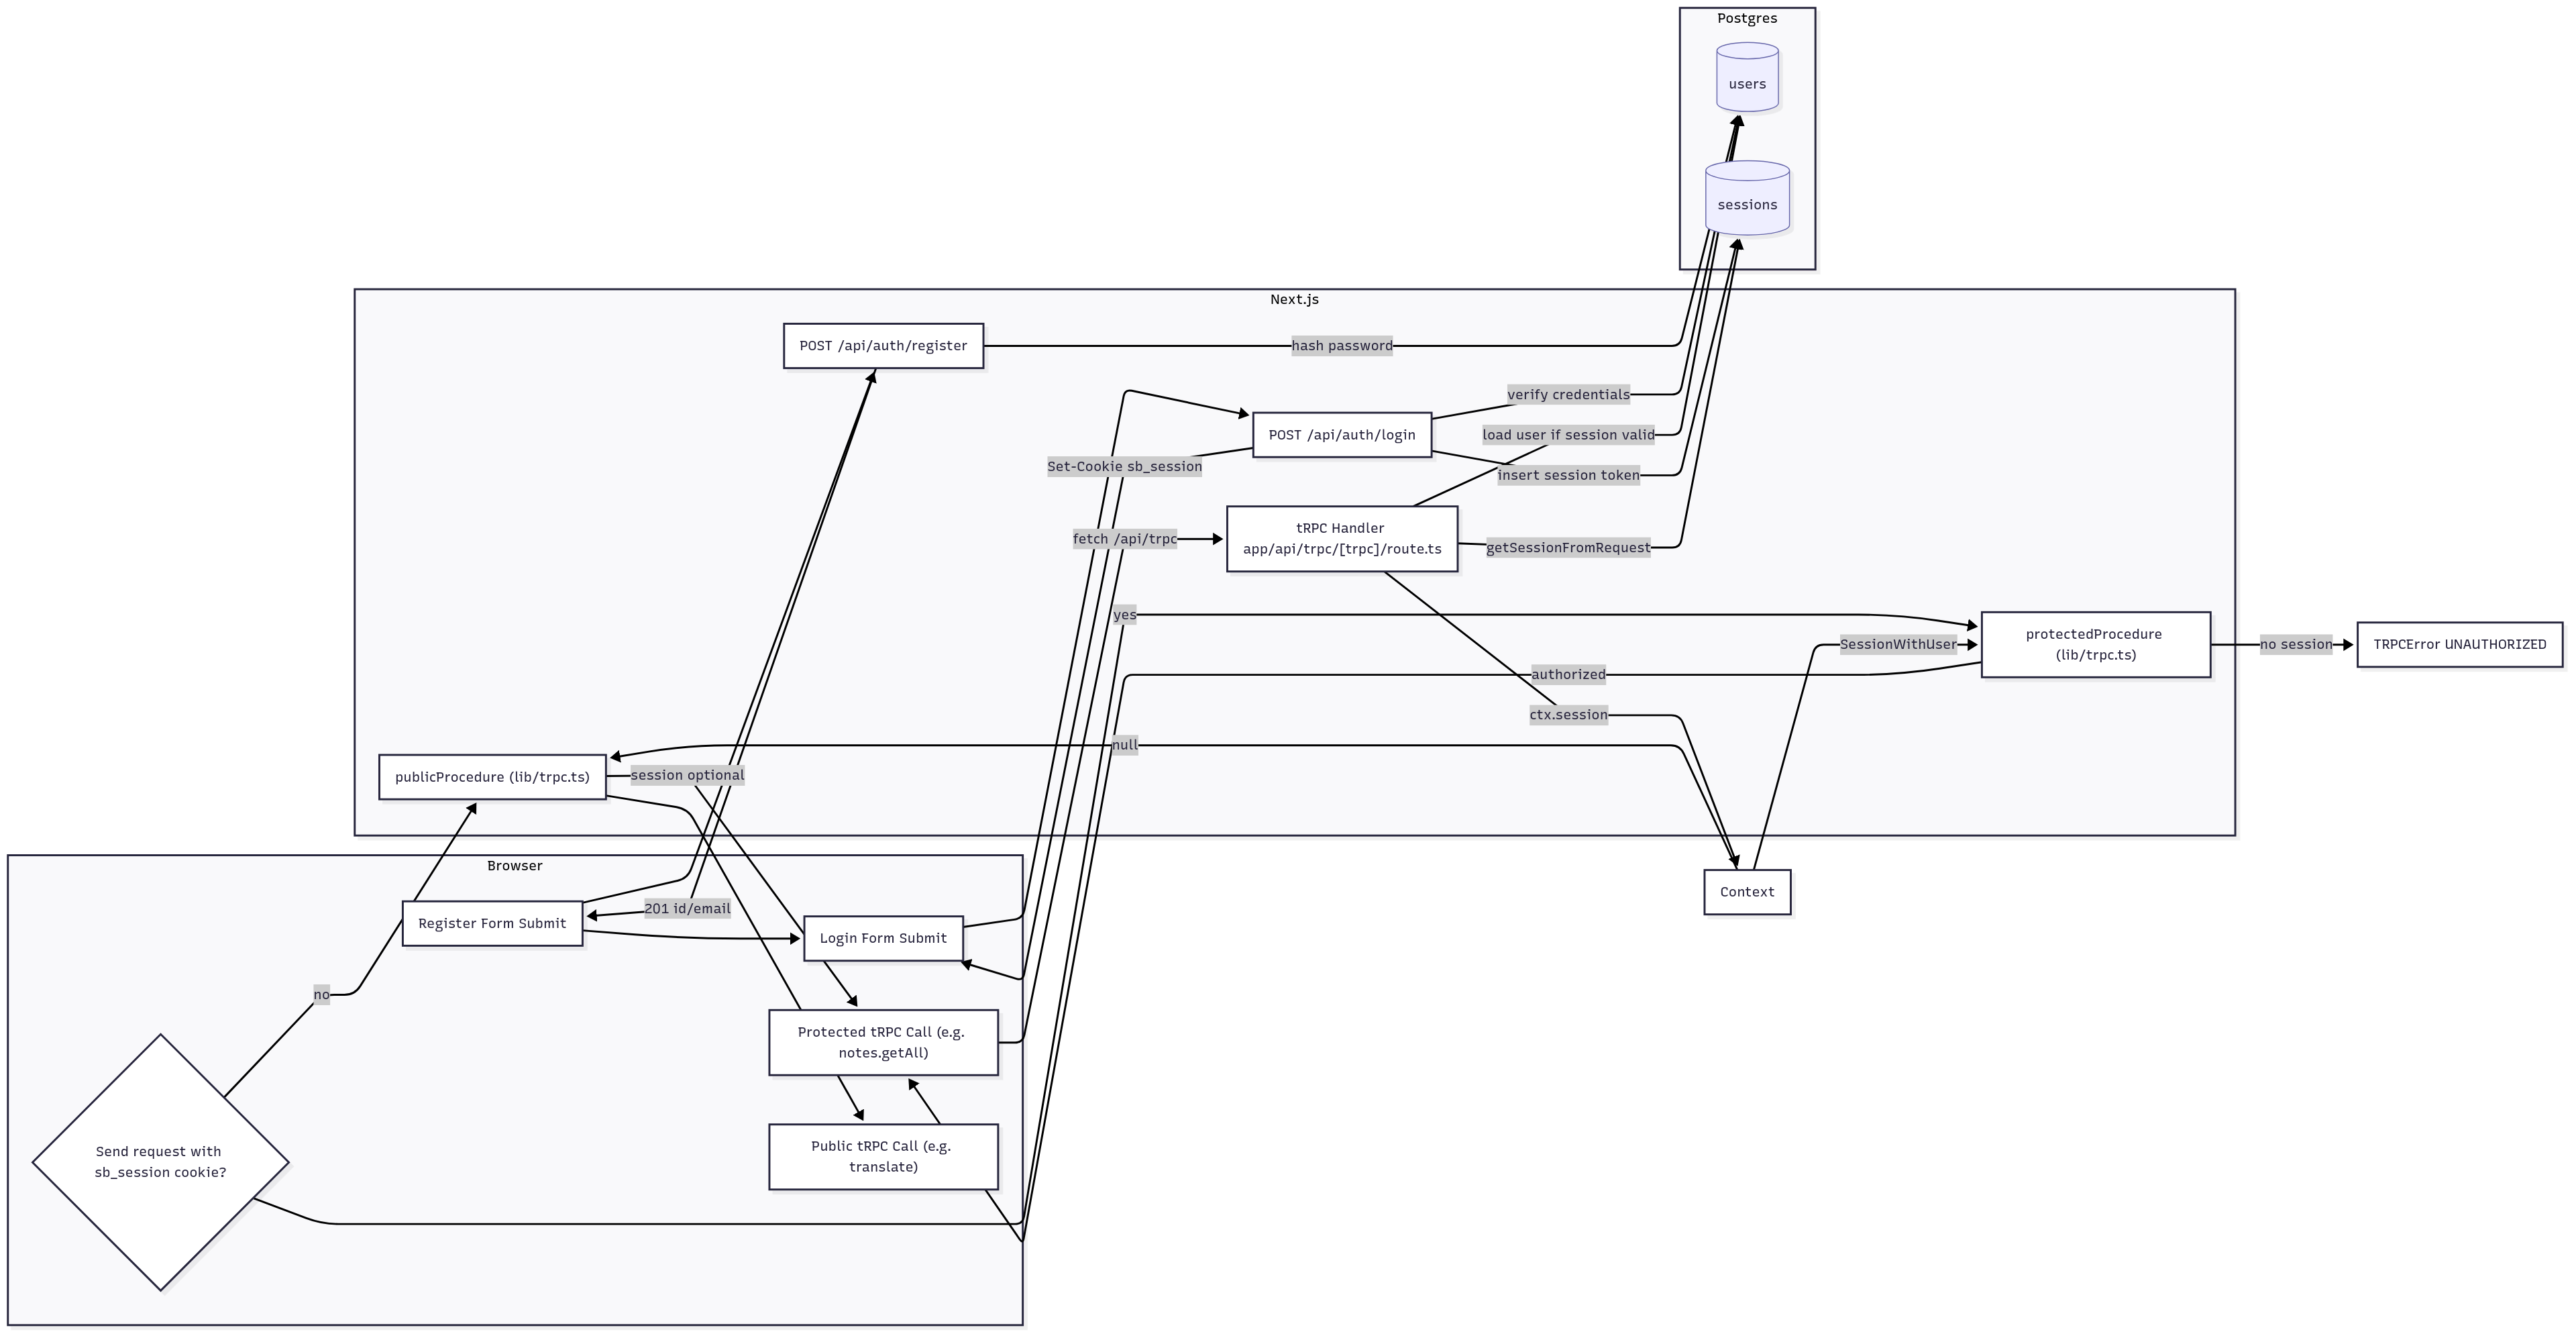 Postgres
users
sessions
Next.js
POST /api/auth/register
hash password
verify credentials
POST /api/auth/login
load user if session valid
Set-Cookie sb_session
insert session token
tRPC Handler
app/api/trpc/[trpc]/route.ts
fetch /api/trpc
getSessionFromRequest
yes
protectedProcedure
(lib/trpc.ts)
SessionWithUser
no session
TRPCError UNAUTHORIZED
authorized
ctx.session
null
publicProcedure (lib/trpc.ts)
session optional
Browser
Context
201 id/email
Register Form Submit
Login Form Submit
no
Protected tRPC Call (e.g.
notes.getAll)
Public tRPC Call (e.g.
translate)
Send request with
sb_session cookie?